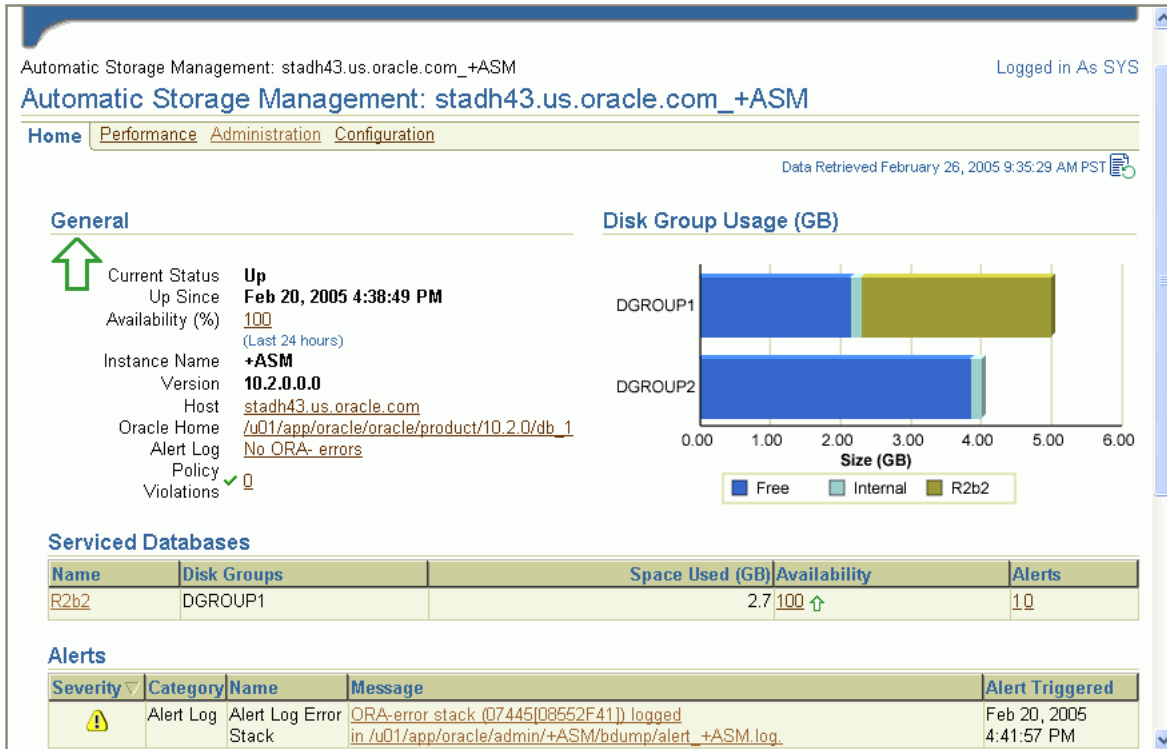 Automatic Storage Management: stadh43.us.oracle.com_+ASM
Logged in As SYS
Automatic Storage Management: stadh43.us.oracle.com_+ASM
Home Performance Administration Configuration
Data Retrieved February 26, 2005 9:35:29 AM PST
General
Current Status Up
Up Since Feb 20, 2005 4:38:49 PM
Availability (%) 100
(Last 24 hours)
Instance Name +ASM
Version 10.2.0.0.0
Host stadh43.us.oracle.com
Oracle Home /u01/app/oracle/oracle/product/10.2.0/db_1
Alert Log No ORA- errors
Policy
Violations 0
Disk Group Usage (GB)
DGROUP1
DGROUP2
0.00 1.00 2.00 3.00 4.00 5.00 6.00
Size (GB)
Free Internal R2b2
Serviced Databases
Name Disk Groups Space Used (GB) Availability Alerts
R2b2 DGROUP1 2.7 100 1 0
Alerts
Severity Category Name Message Alert Triggered
Alert Log Alert Log Error ORA-error stack (07445[08552F41]) logged Feb 20, 2005
Stack in /u01/app/oracle/admin/+ASM/bdump/alert_+ASM.log. 4:41:57 PM